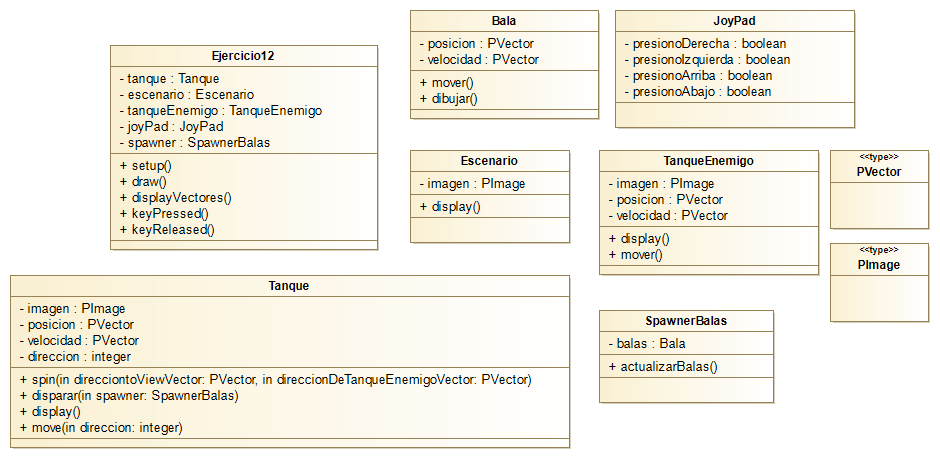 Ejercicio12
- tanque : Tanque
- escenario : Escenario
- tanqueEnemigo : TanqueEnemigo
- joyPad : JoyPad
- spawner : SpawnerBalas
+ setup()
+ draw()
+ displayVectores()
+ keyPressed()
+ keyReleased()
Bala
- posicion : PVector
- velocidad : PVector
+ mover()
+ dibujar()
JoyPad
- presionoDerecha : boolean
- presionoIzquierda : boolean
- presionoArriba : boolean
- presionoAbajo : boolean
Escenario
- imagen : PImage
+ display()
TanqueEnemigo
- imagen : PImage
- posicion : PVector
- velocidad : PVector
+ display()
+ mover()
<<type>>
PVector
<<type>>
PImage
Tanque
- imagen : PImage
- posicion : PVector
- velocidad : PVector
- direccion : integer
+ spin(in direcciontoViewVector: PVector, in direccionDeTanqueEnemigoVector: PVector)
+ disparar(in spawner: SpawnerBalas)
+ display()
+ move(in direccion: integer)
SpawnerBalas
- balas : Bala
+ actualizarBalas()